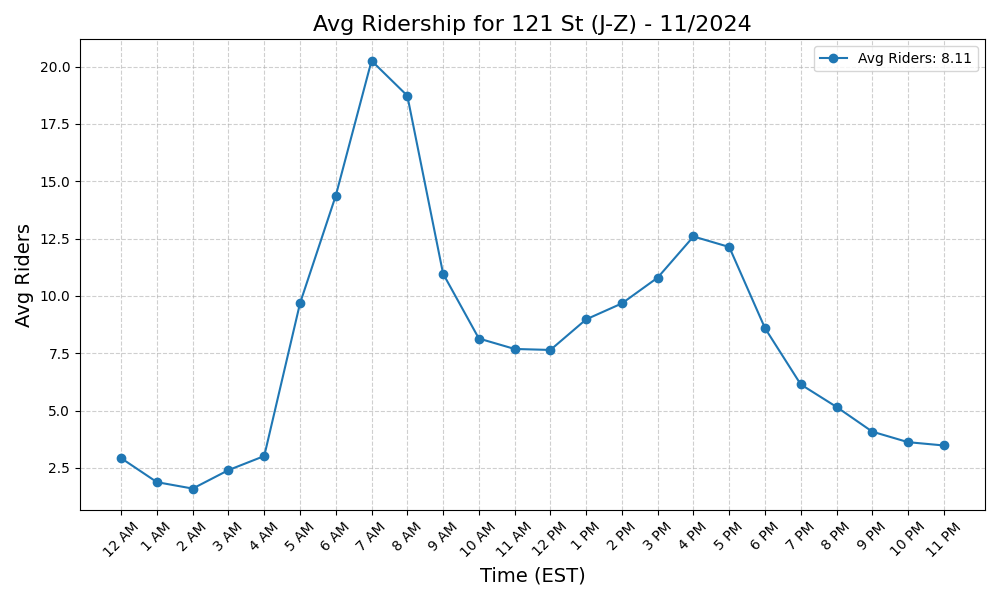 Avg Ridership for 121 St (J-Z) - 11/2024
Avg Riders: 8.11
Avg Riders
20.0
17.5
15.0
12.5
10.0
7.5
5.0
2.5
12 AM
1 AM
2 AM
3 AM
4 AM
5 AM
6 AM
7 AM
8 AM
9 AM
10 AM
11 AM
12 PM
1 PM
2 PM
3 PM
4 PM
5 PM
6 PM
7 PM
8 PM
9 PM
10 PM
11 PM
Time (EST)